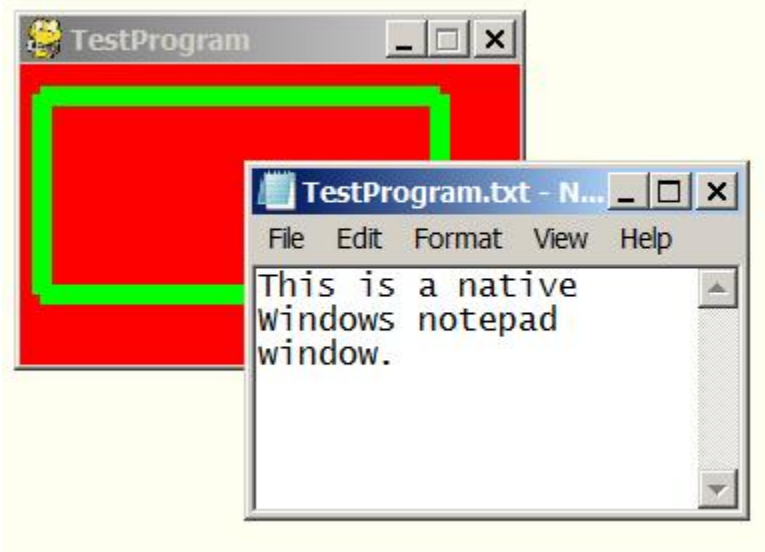 TestProgram
TestProgram.txt - N...
File Edit Format View Help
This is a native
Windows notepad
window.